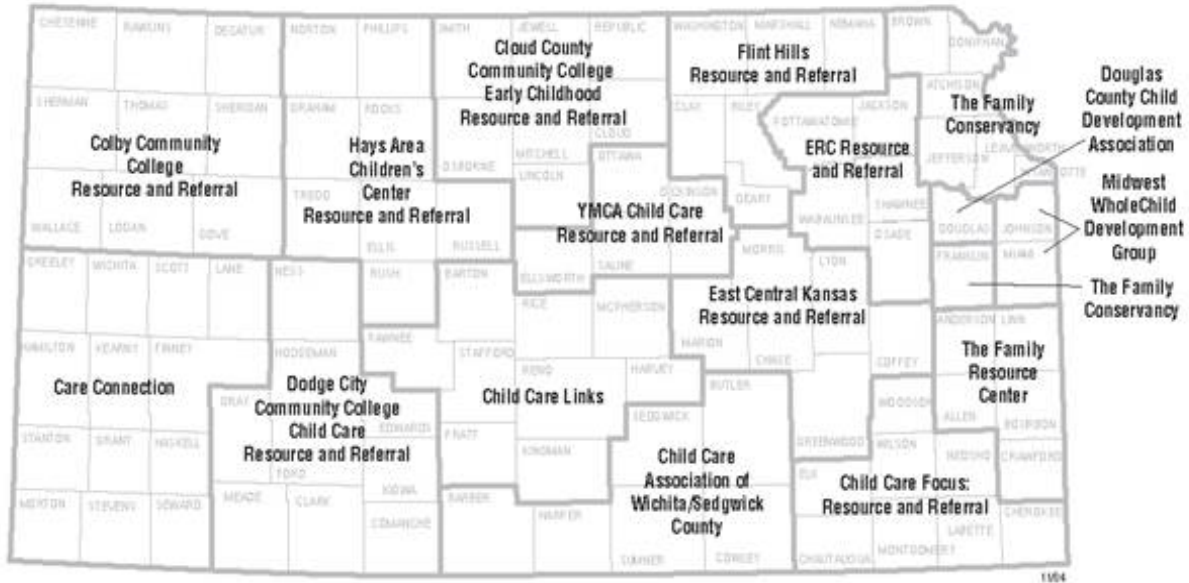 CHEYENNE
RAWLINS
DECATUR
NORTON
PHILLIPS
SMITH
JEWELL
REPUBLIC
WASHINGTON
MARSHALL
NEMAHA
BROWN
DONIPHAN
Cloud County
Community College
Early Childhood
Resource and Referral
Flint Hills
Resource and Referral
Douglas
County Child
Development
Association
ATCHISON
The Family
Conservancy
SHERMAN
THOMAS
SHERIDAN
GRAHAM
ROOKS
CLOUD
CLAY
RILEY
POTTAWATOMIE
JACKSON
Colby Community
College
Resource and Referral
Hays Area
Children's
Center
Resource and Referral
OSBORNE
MITCHELL
LINCOLN
OTTAWA
ERC Resource
and Referral
JEFFERSON
LEAVENWORTH
Midwest
WholeChild
Development
Group
TREGO
DICKINSON
GEARY
YMCA Child Care
Resource and Referral
WABAUNSEE
SHAWNEE
OSAGE
DOUGLAS
JOHNSON
WALLACE
LOGAN
GOVE
ELLIS
RUSSELL
SALINE
MORRIS
LYON
FRANKLIN
MIAMI
The Family
Conservancy
GREELEY
WICHITA
SCOTT
LANE
NESS
RUSH
BARTON
ELLSWORTH
RICE
MCPHERSON
East Central Kansas
Resource and Referral
MARION
CHASE
COFFEY
ANDERSON
LINN
The Family
Resource
Center
HAMILTON
KEARNY
FINNEY
HODGEMAN
PAWNEE
STAFFORD
RENO
HARVEY
BUTLER
Care Connection
Dodge City
Community College
Child Care
Resource and Referral
Child Care Links
GRAY
EDWARDS
FORD
PRATT
KINGMAN
SEDGWICK
GREENWOOD
WOODSON
ALLEN
BOURBON
STANTON
GRANT
HASKELL
WILSON
NEOSHO
CRAWFORD
Child Care
Association of
Wichita/Sedgwick
County
ELK
Child Care Focus:
Resource and Referral
MORTON
STEVENS
SEWARD
MEADE
CLARK
KIOWA
COMANCHE
BARBER
HARPER
SUMNER
COWLEY
CHAUTAUQUA
MONTGOMERY
LABETTE
CHEROKEE
11/04